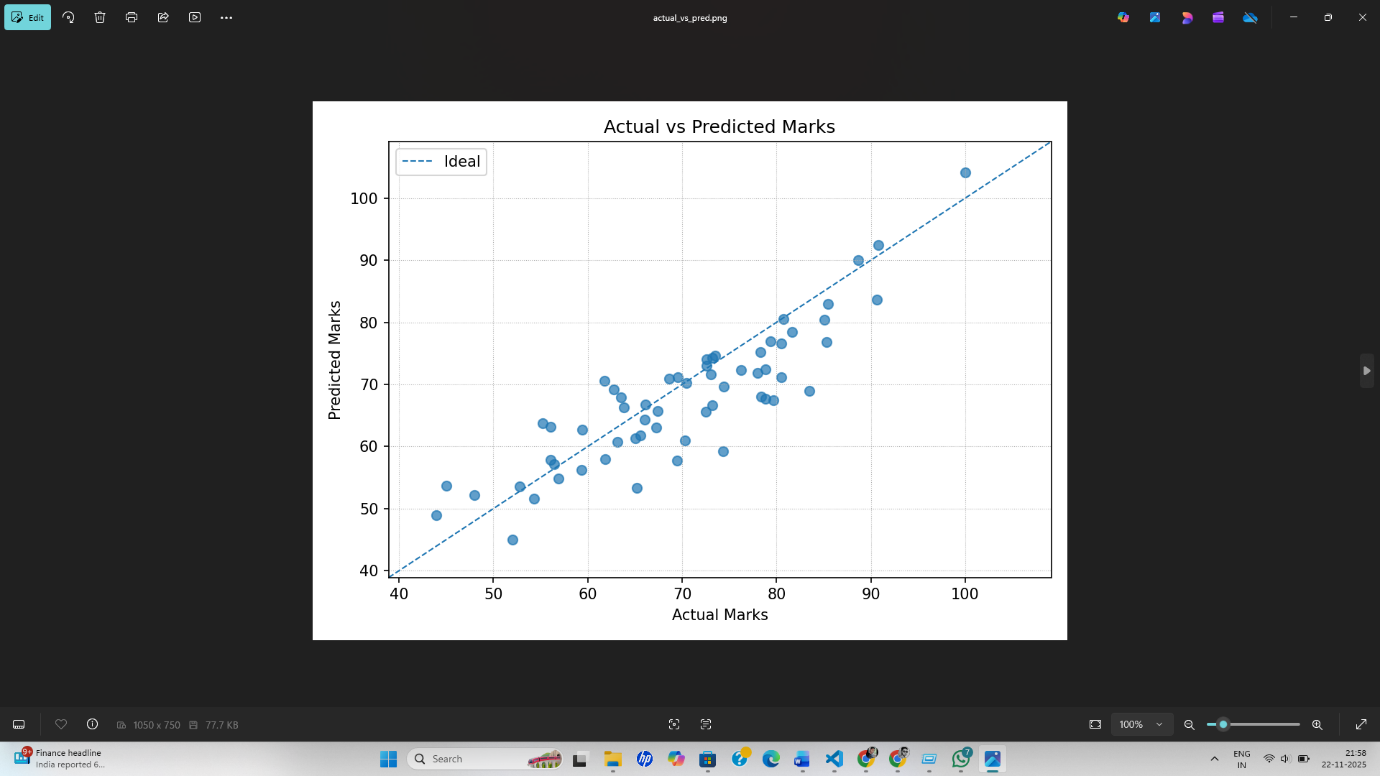 Edit
actual_vs_pred.png
Actual vs Predicted Marks
Ideal
100
90
80
70
60
50
40
Predicted Marks
40 50 60 70 80 90 100
Actual Marks
1050 x 750 77.7 KB
100%
9+
Finance headline
India reported 6...
Search
7
ENG
IN
21:58
22-11-2025